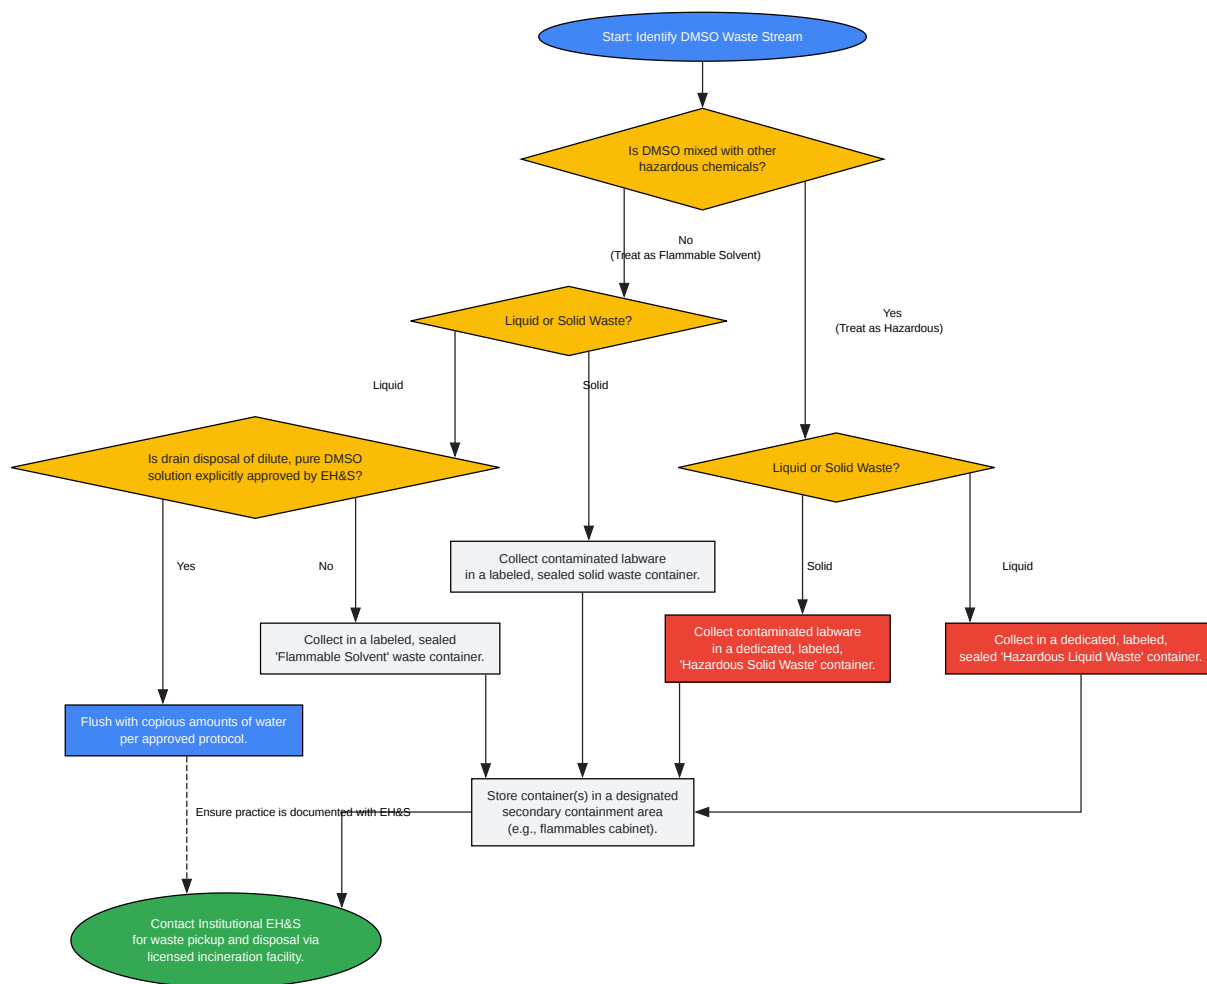 Start: Identify DMSO Waste Stream
Is DMSO mixed with other
hazardous chemicals?
No
(Treat as Flammable Solvent)
Yes
(Treat as Hazardous)
Liquid or Solid Waste?
Liquid
Solid
Is drain disposal of dilute, pure DMSO
solution explicitly approved by EH&S?
Liquid or Solid Waste?
Yes
No
Solid
Liquid
Collect contaminated labware
in a labeled, sealed solid waste container.
Collect in a labeled, sealed
'Flammable Solvent' waste container.
Collect contaminated labware
in a dedicated, labeled,
'Hazardous Solid Waste' container.
Collect in a dedicated, labeled,
sealed 'Hazardous Liquid Waste' container.
Flush with copious amounts of water
per approved protocol.
Store container(s) in a designated
secondary containment area
(e.g., flammables cabinet).
Ensure practice is documented with EH&S
Contact Institutional EH&S
for waste pickup and disposal via
licensed incineration facility.